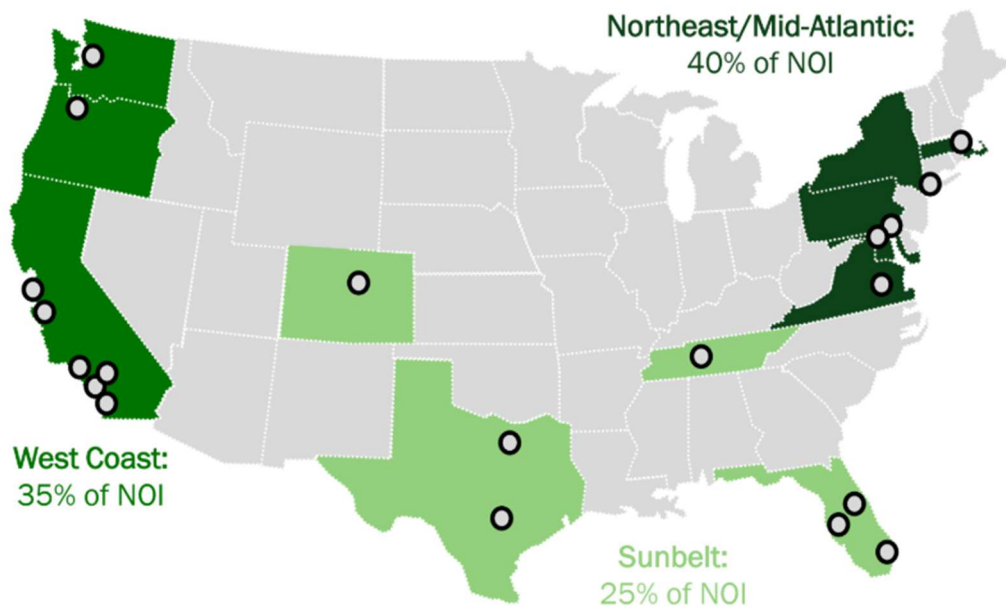 Northeast/Mid-Atlantic:
40% of NOI
West Coast:
35% of NOI
Sunbelt:
25% of NOI